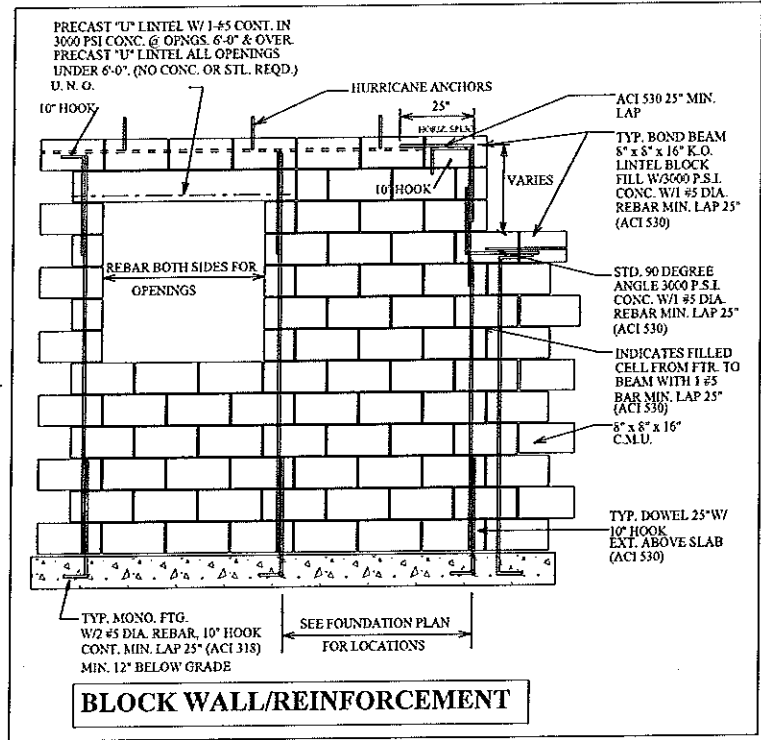 PRECAST "U" LINTEL W/ 1-#5 CONT. IN
3000 PSI CONC. @ OPNGS. 6'-0" & OVER.
PRECAST "U" LINTEL ALL OPENINGS
UNDER 6'-0". (NO CONC. OR STL. REQD.)
U. N. O.
10" HOOK
HURRICANE ANCHORS
25"
HORIZ. SPLICE
10" HOOK
ACI 530 25" MIN.
LAP
TYP. BOND BEAM
8" x 8" x 16" K.O.
LINTEL BLOCK
FILL W/3000 P.S.I.
CONC. W/1 #5 DIA.
REBAR MIN. LAP 25"
(ACI 530)
VARIES
REBAR BOTH SIDES FOR
OPENINGS
STD. 90 DEGREE
ANGLE 3000 P.S.I.
CONC. W/1 #5 DIA.
REBAR MIN. LAP 25"
(ACI 530)
INDICATES FILLED
CELL FROM FTR. TO
BEAM WITH 1 #5
BAR MIN. LAP 25"
(ACI 530)
8" x 8" x 16"
C.M.U.
TYP. DOWEL 25"W/
10" HOOK
EXT. ABOVE SLAB
(ACI 530)
TYP. MONO. FTG.
W/2 #5 DIA. REBAR, 10" HOOK
CONT. MIN. LAP 25" (ACI 318)
MIN. 12" BELOW GRADE
SEE FOUNDATION PLAN
FOR LOCATIONS
BLOCK WALL/REINFORCEMENT